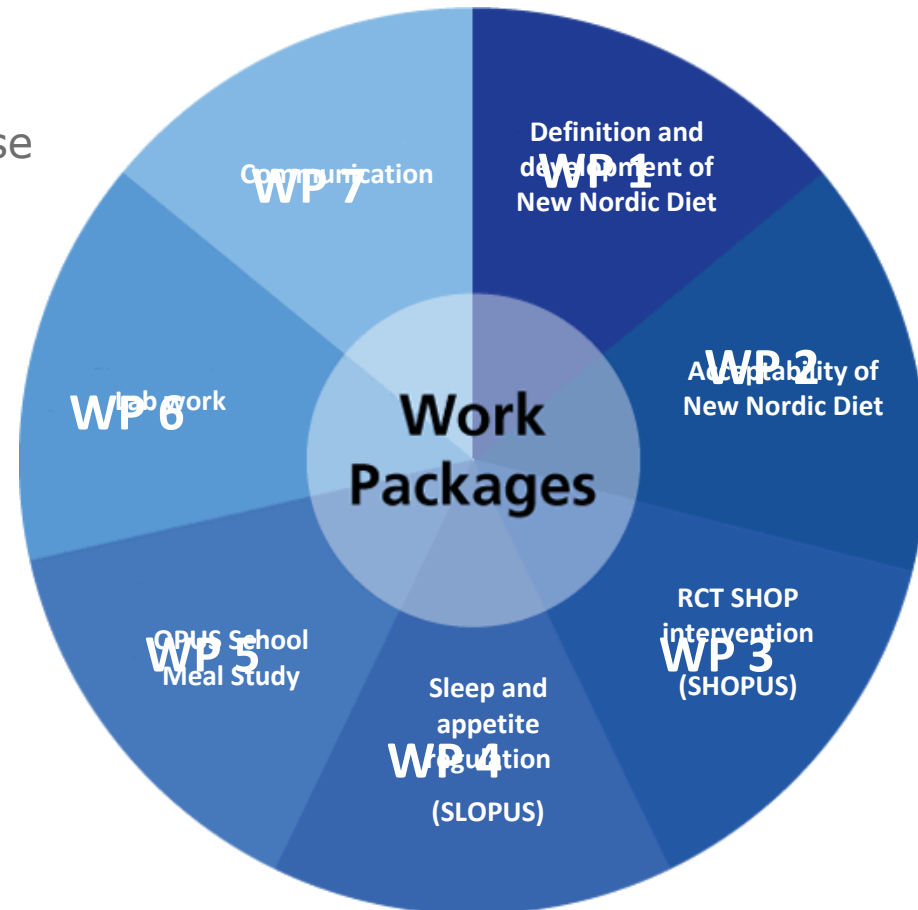 se
Definition and
development of
New Nordic Diet
WP 1
Acceptability of
New Nordic Diet
WP 2
RCT SHOP
intervention
(SHOPUS)
WP 3
Sleep and
appetite
regulation
(SLOPUS)
WP 4
OPUS School
Meal Study
WP 5
Lab work
WP 6
Communication
WP 7
Work
Packages